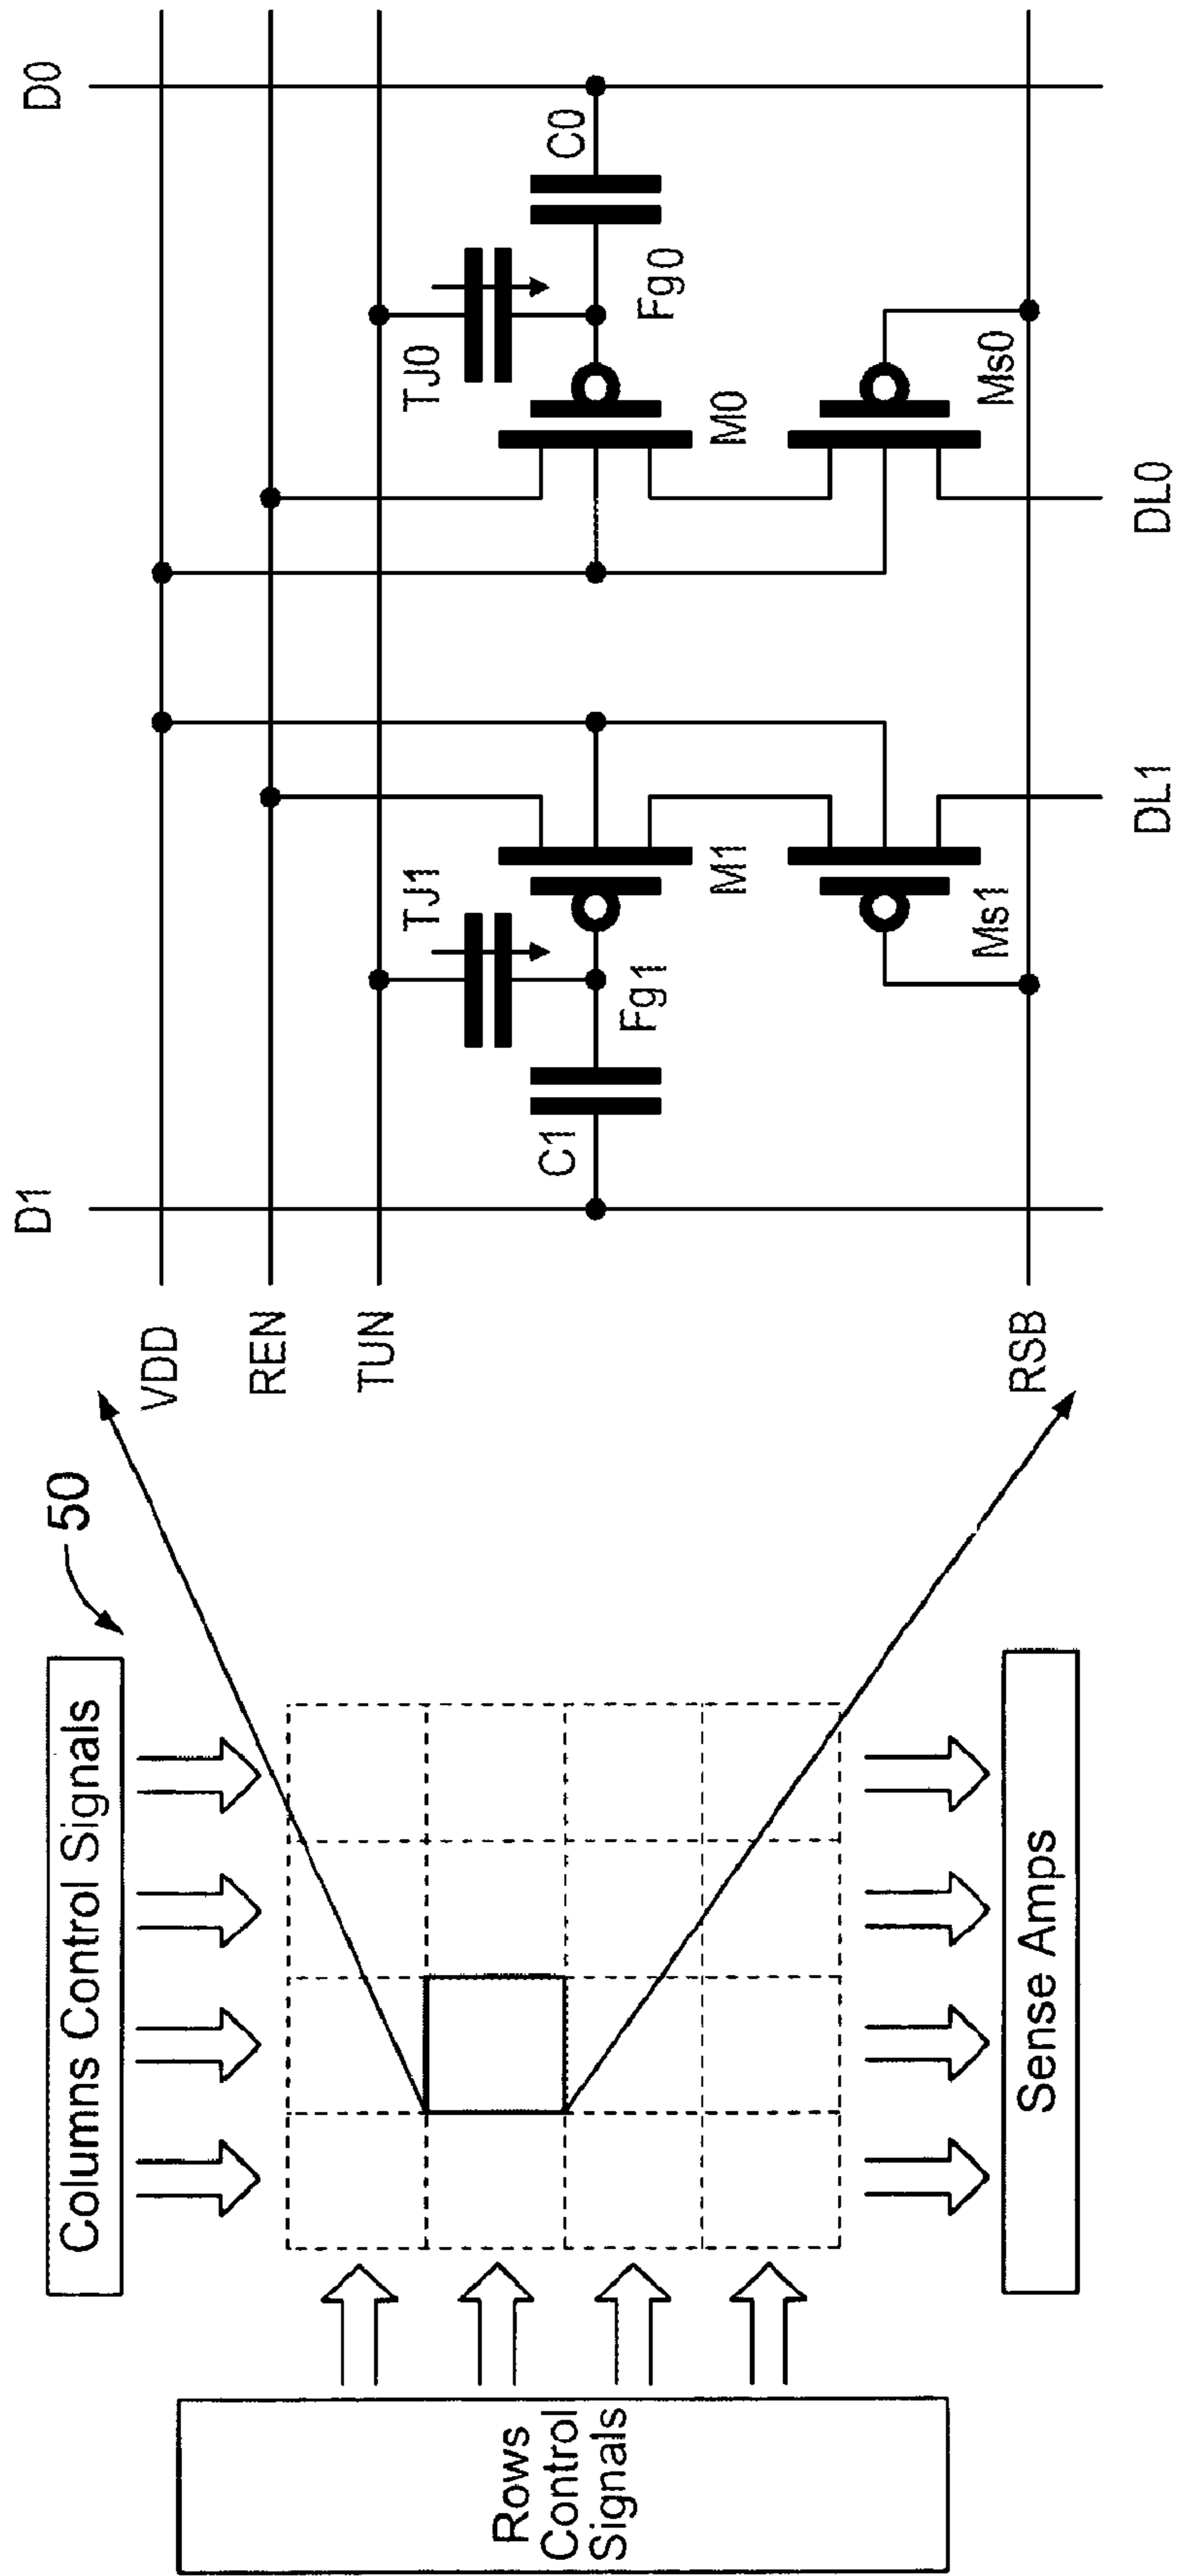 Columns Control Signals
50
Rows
Control
Signals
Sense Amps
D1
D0
VDD
REN
TUN
RSB
TJ1
TJ0
C1
Fg1
Fg0
C0
M1
M0
Ms1
Ms0
DL1
DL0